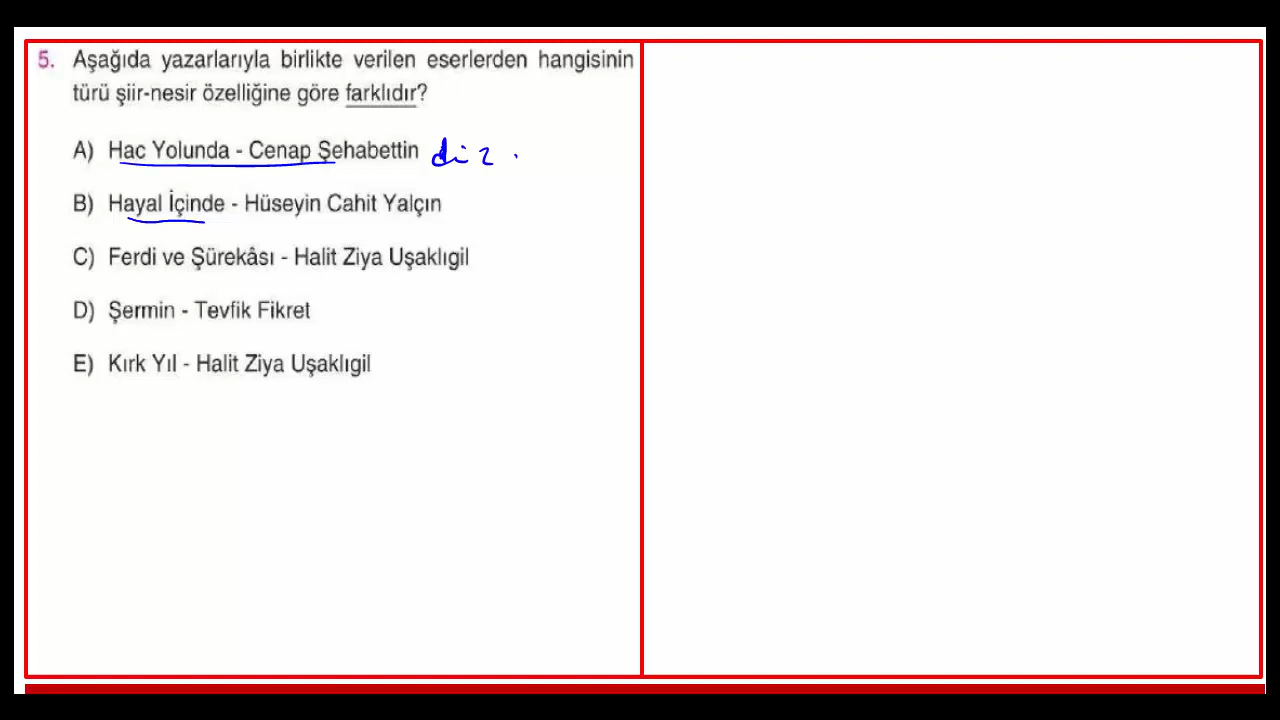 5. Aşağıda yazarlarıyla birlikte verilen eserlerden hangisinin
türü şiir-nesir özelliğine göre farklıdır?
A) Hac Yolunda - Cenap Şehabettin düz .
B) Hayal İçinde - Hüseyin Cahit Yalçın
C) Ferdi ve Şürekâsı - Halit Ziya Uşaklıgil
D) Şermin - Tevfik Fikret
E) Kırk Yıl - Halit Ziya Uşaklıgil